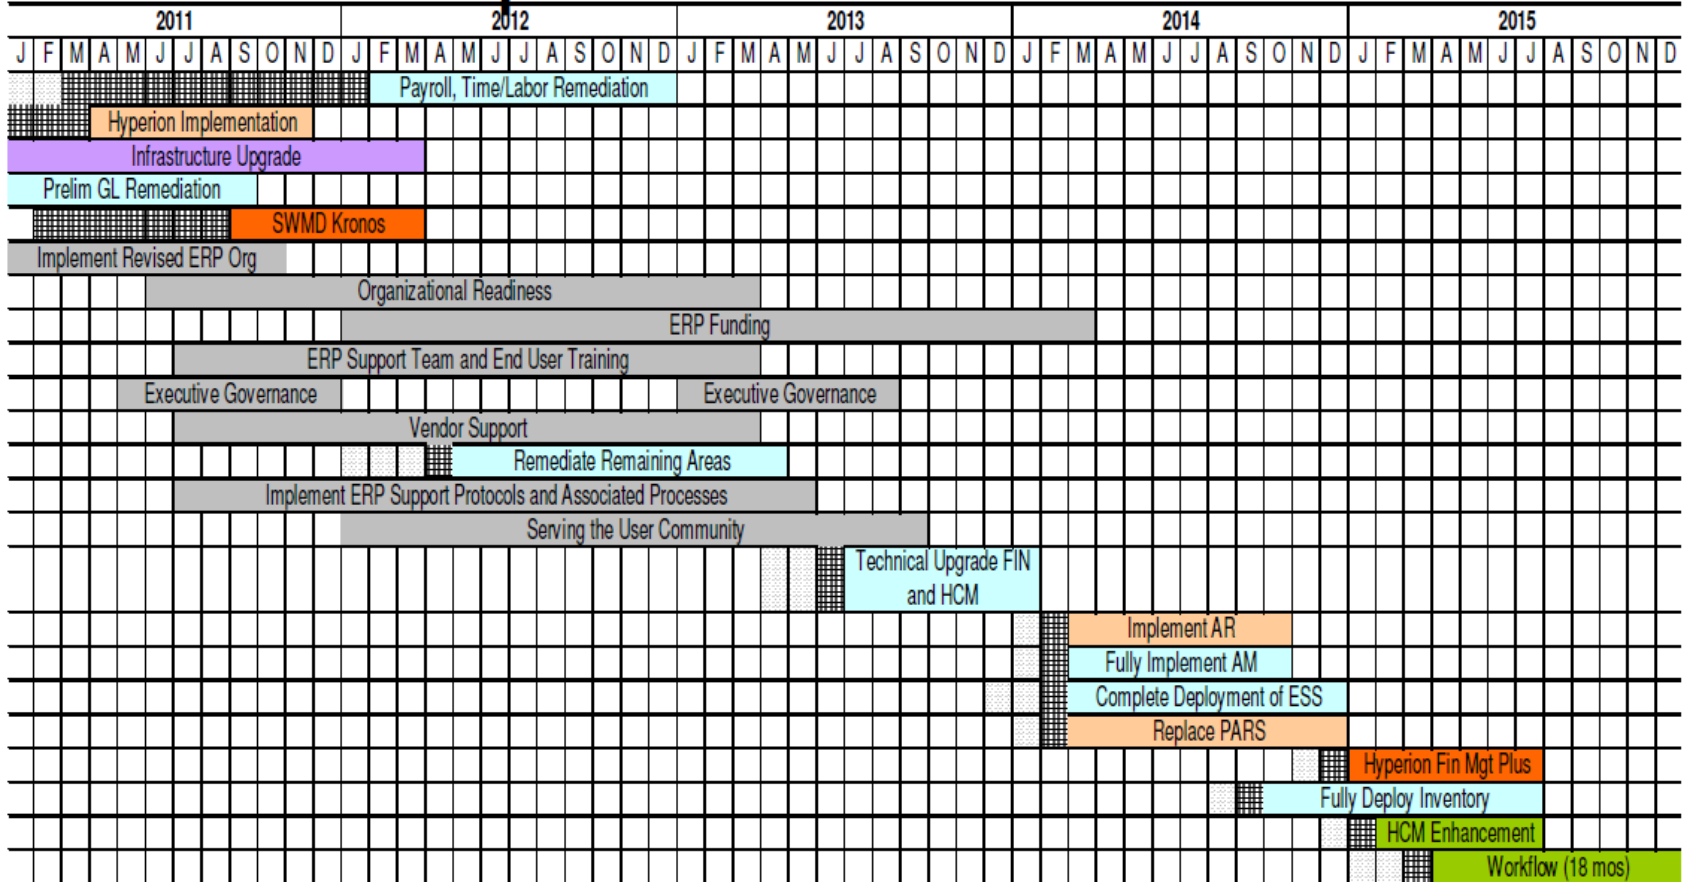 2011 2012 2013 2014 2015
J F M A M J J A S O N D J F M A M J J A S O N D J F M A M J J A S O N D J F M A M J J A S O N D J F M A M J J A S O N D
Payroll, Time/Labor Remediation
Hyperion Implementation
Infrastructure Upgrade
Prelim GL Remediation
SWMD Kronos
Implement Revised ERP Org
Organizational Readiness
ERP Funding
ERP Support Team and End User Training
Executive Governance Executive Governance
Vendor Support
Remediate Remaining Areas
Implement ERP Support Protocols and Associated Processes
Serving the User Community
Technical Upgrade FIN
and HCM
Implement AR
Fully Implement AM
Complete Deployment of ESS
Replace PARS
Hyperion Fin Mgt Plus
Fully Deploy Inventory
HCM Enhancement
Workflow (18 mos)